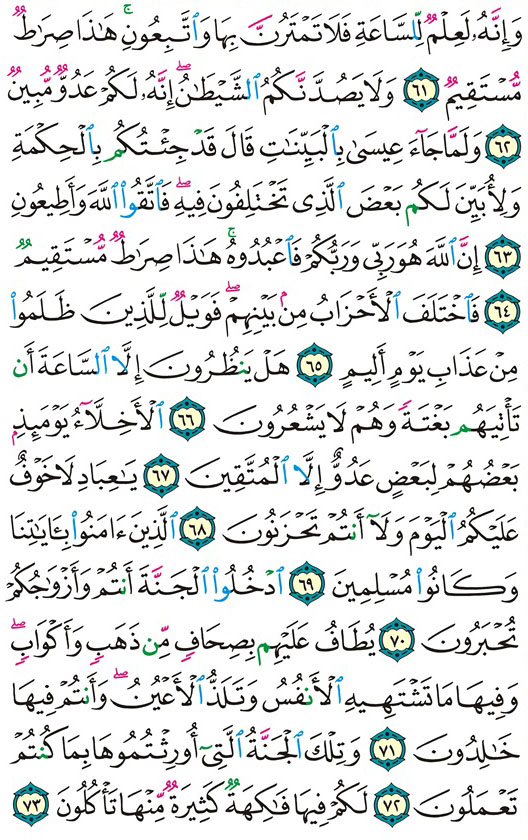 وَإِنَّهُۥ لَعِلۡمٞ لِّلسَّاعَةِ فَلَا تَمۡتَرُنَّ بِهَا وَٱتَّبِعُونِۚ هَٰذَا صِرَٰطٞ
مُّسۡتَقِيمٞ ٦١ وَلَا يَصُدَّنَّكُمُ ٱلشَّيۡطَٰنُۖ إِنَّهُۥ لَكُمۡ عَدُوّٞ مُّبِينٞ
٦٢ وَلَمَّا جَآءَ عِيسَىٰ بِٱلۡبَيِّنَٰتِ قَالَ قَدۡ جِئۡتُكُم بِٱلۡحِكۡمَةِ
وَلِأُبَيِّنَ لَكُم بَعۡضَ ٱلَّذِي تَخۡتَلِفُونَ فِيهِۖ فَٱتَّقُواْ ٱللَّهَ وَأَطِيعُونِ
٦٣ إِنَّ ٱللَّهَ هُوَ رَبِّي وَرَبُّكُمۡ فَٱعۡبُدُوهُۚ هَٰذَا صِرَٰطٞ مُّسۡتَقِيمٞ
٦٤ فَٱخۡتَلَفَ ٱلۡأَحۡزَابُ مِنۢ بَيۡنِهِمۡۖ فَوَيۡلٞ لِّلَّذِينَ ظَلَمُواْ
مِنۡ عَذَابِ يَوۡمٍ أَلِيمٍ ٦٥ هَلۡ يَنظُرُونَ إِلَّا ٱلسَّاعَةَ أَن
تَأۡتِيَهُم بَغۡتَةٗ وَهُمۡ لَا يَشۡعُرُونَ ٦٦ ٱلۡأَخِلَّآءُ يَوۡمَئِذِۭ
بَعۡضُهُمۡ لِبَعۡضٍ عَدُوٌّ إِلَّا ٱلۡمُتَّقِينَ ٦٧ يَٰعِبَادِ لَا خَوۡفٌ
عَلَيۡكُمُ ٱلۡيَوۡمَ وَلَآ أَنتُمۡ تَحۡزَنُونَ ٦٨ ٱلَّذِينَ ءَامَنُواْ بِـَٔايَٰتِنَا
وَكَانُواْ مُسۡلِمِينَ ٦٩ ٱدۡخُلُواْ ٱلۡجَنَّةَ أَنتُمۡ وَأَزۡوَٰجُكُمۡ
تُحۡبَرُونَ ٧٠ يُطَافُ عَلَيۡهِم بِصِحَافٖ مِّن ذَهَبٖ وَأَكۡوَابٖۖ
وَفِيهَا مَا تَشۡتَهِيهِ ٱلۡأَنفُسُ وَتَلَذُّ ٱلۡأَعۡيُنُۖ وَأَنتُمۡ فِيهَا
خَٰلِدُونَ ٧١ وَتِلۡكَ ٱلۡجَنَّةُ ٱلَّتِيٓ أُورِثۡتُمُوهَا بِمَا كُنتُمۡ
تَعۡمَلُونَ ٧٢ لَكُمۡ فِيهَا فَٰكِهَةٞ كَثِيرَةٞ مِّنۡهَا تَأۡكُلُونَ ٧٣